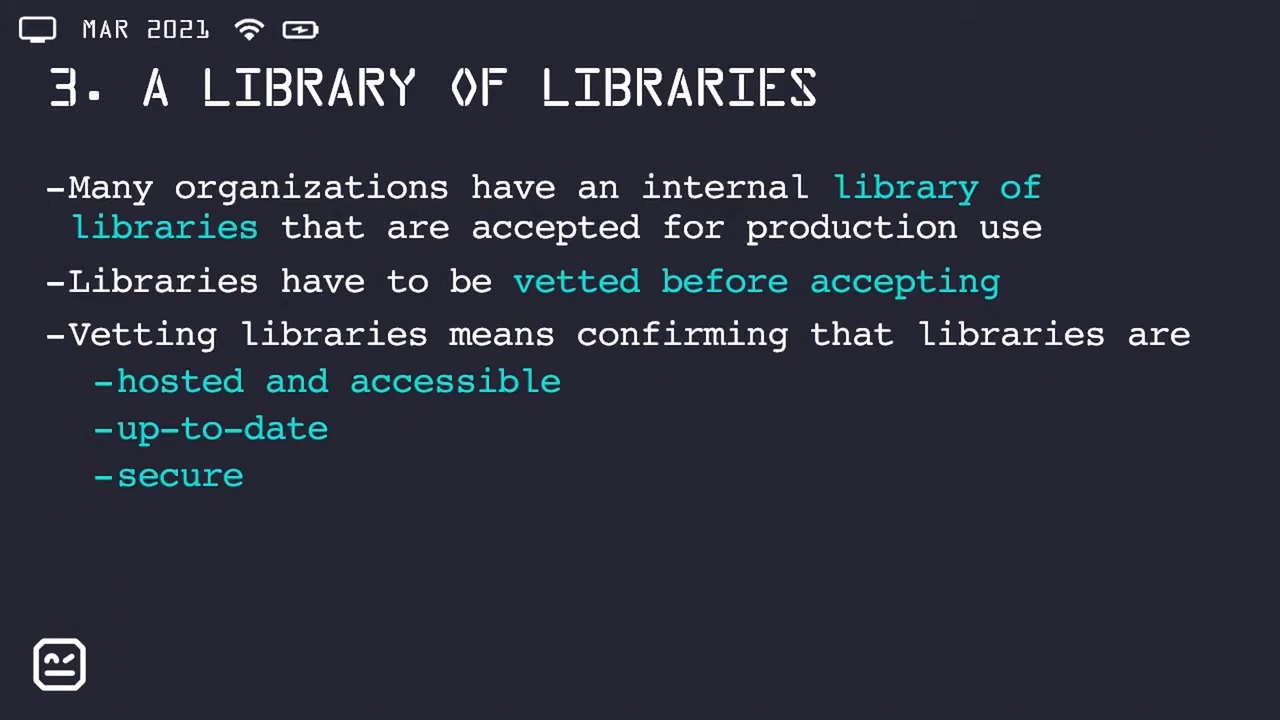 MAR 2021
3. A LIBRARY OF LIBRARIES
-Many organizations have an internal library of
libraries that are accepted for production use
-Libraries have to be vetted before accepting
-Vetting libraries means confirming that libraries are
-hosted and accessible
-up-to-date
-secure